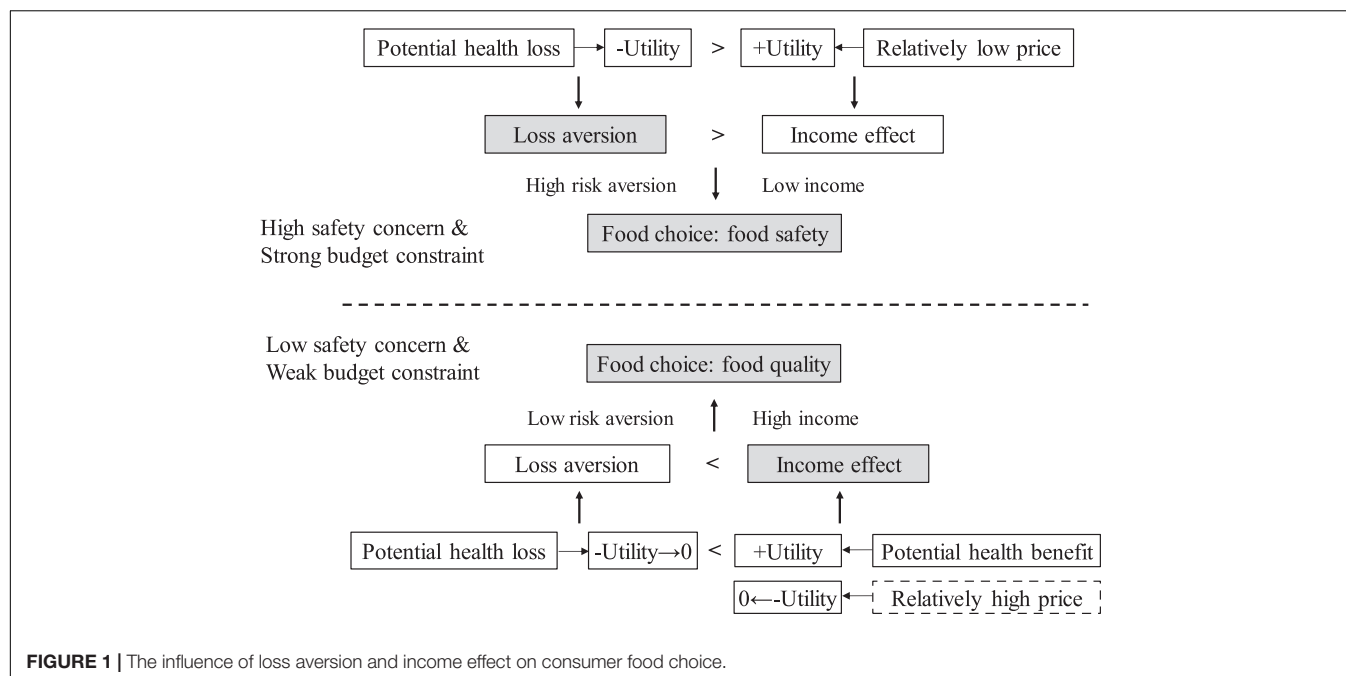 Potential health loss
-Utility
>
+Utility
Relatively low price
Loss aversion
>
Income effect
High risk aversion
Low income
High safety concern &
Strong budget constraint
Food choice: food safety
Low safety concern &
Weak budget constraint
Food choice: food quality
Low risk aversion
High income
Loss aversion
<
Income effect
Potential health loss
-Utility→0
<
+Utility
Potential health benefit
0←-Utility
Relatively high price
FIGURE 1 | The influence of loss aversion and income effect on consumer food choice.